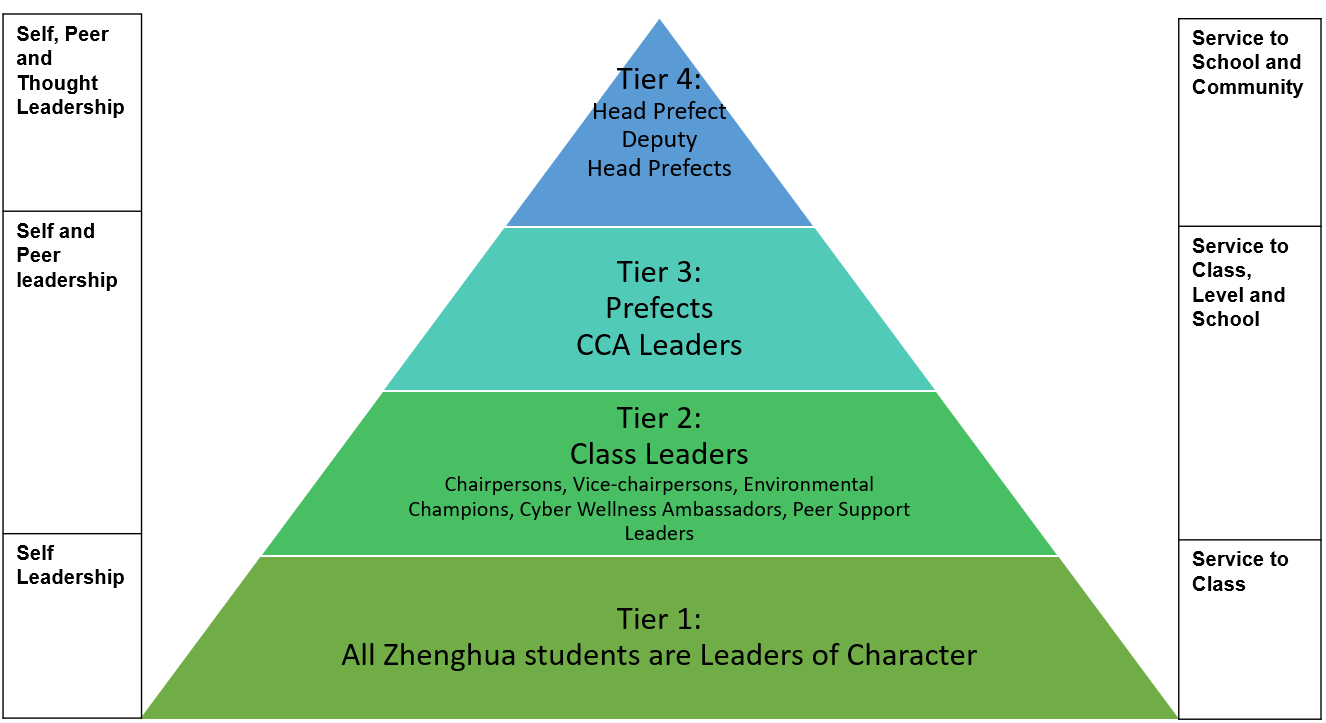 Self, Peer
and
Thought
Leadership
Self and
Peer
leadership
Self
Leadership
Tier 4:
Head Prefect
Deputy
Head Prefects
Tier 3:
Prefects
CCA Leaders
Tier 2:
Class Leaders
Chairpersons, Vice-chairpersons, Environmental
Champions, Cyber Wellness Ambassadors, Peer Support
Leaders
Tier 1:
All Zhenghua students are Leaders of Character
Service to
School and
Community
Service to
Class,
Level and
School
Service to
Class